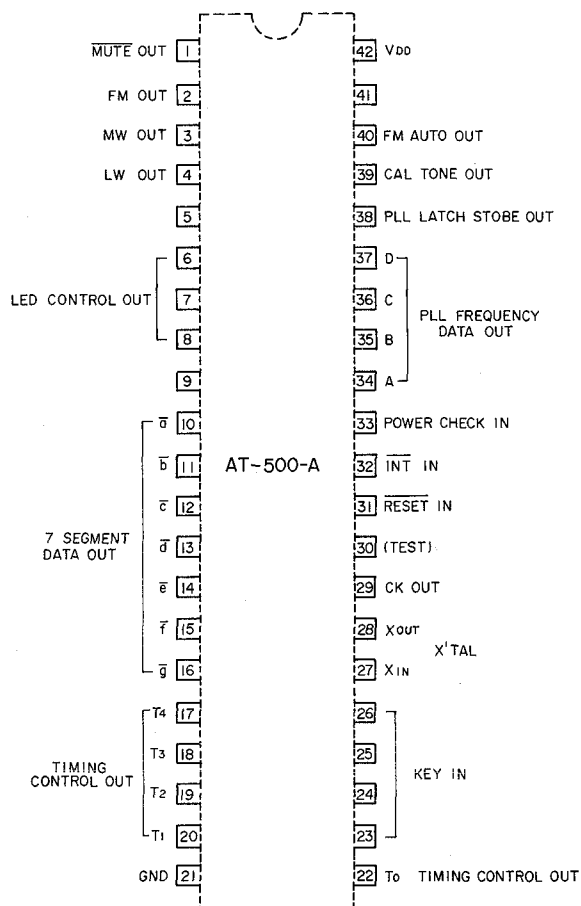 M̅U̅T̅E̅ OUT 1
42 VDD
FM OUT 2
41
MW OUT 3
40 FM AUTO OUT
LW OUT 4
39 CAL TONE OUT
5
38 PLL LATCH STOBE OUT
6
37 D
LED CONTROL OUT
7
36 C
PLL FREQUENCY
DATA OUT
8
35 B
9
34 A
a̅ 10
33 POWER CHECK IN
b̅ 11
AT-500-A
32 I̅N̅T̅ IN
c̅ 12
31 R̅E̅S̅E̅T̅ IN
7 SEGMENT
DATA OUT
d̅ 13
30 (TEST)
e̅ 14
29 CK OUT
f̅ 15
28 XOUT
X'TAL
g̅ 16
27 XIN
T4 17
26
T3 18
25
TIMING
CONTROL OUT
KEY IN
T2 19
24
T1 20
23
GND 21
22 To TIMING CONTROL OUT